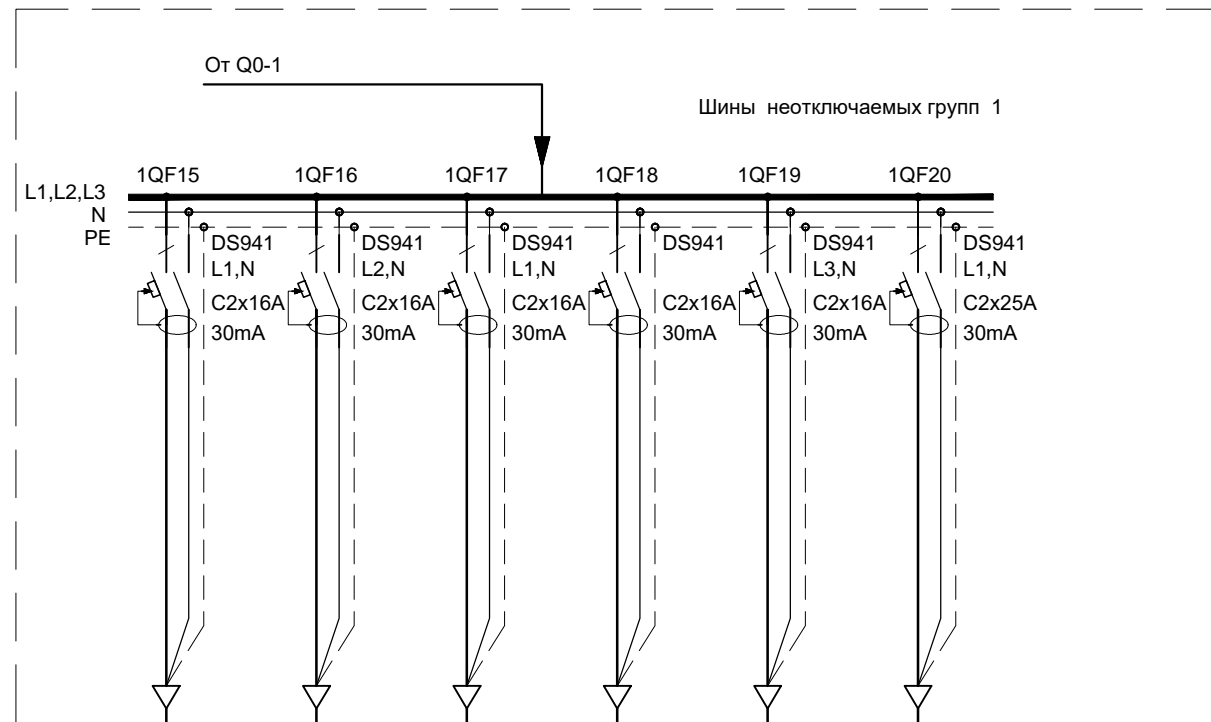 От Q0-1
Шины неотключаемых групп 1
1QF15 1QF16 1QF17 1QF18 1QF19 1QF20
L1,L2,L3
N
PE
DS941 DS941 DS941 DS941 DS941 DS941
L1,N L2,N L1,N L3,N L1,N
C2x16A C2x16A C2x16A C2x16A C2x16A C2x25A
30mA 30mA 30mA 30mA 30mA 30mA